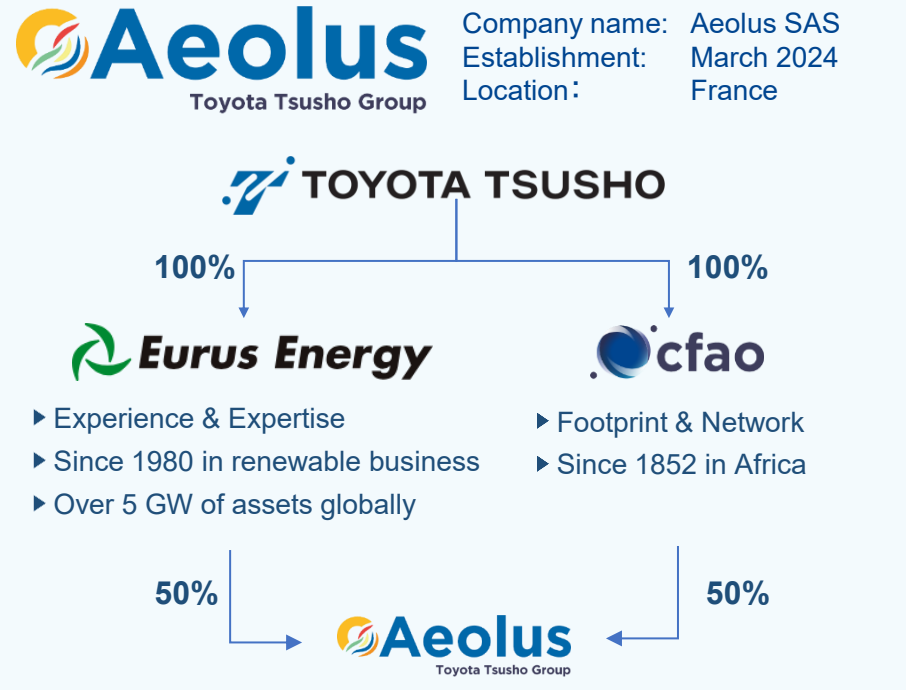 Aeolus
Toyota Tsusho Group
Company name: Aeolus SAS
Establishment: March 2024
Location： France
TOYOTA TSUSHO
100% 100%
Eurus Energy
cfao
Experience & Expertise
Since 1980 in renewable business
Over 5 GW of assets globally
Footprint & Network
Since 1852 in Africa
50% 50%
Aeolus
Toyota Tsusho Group